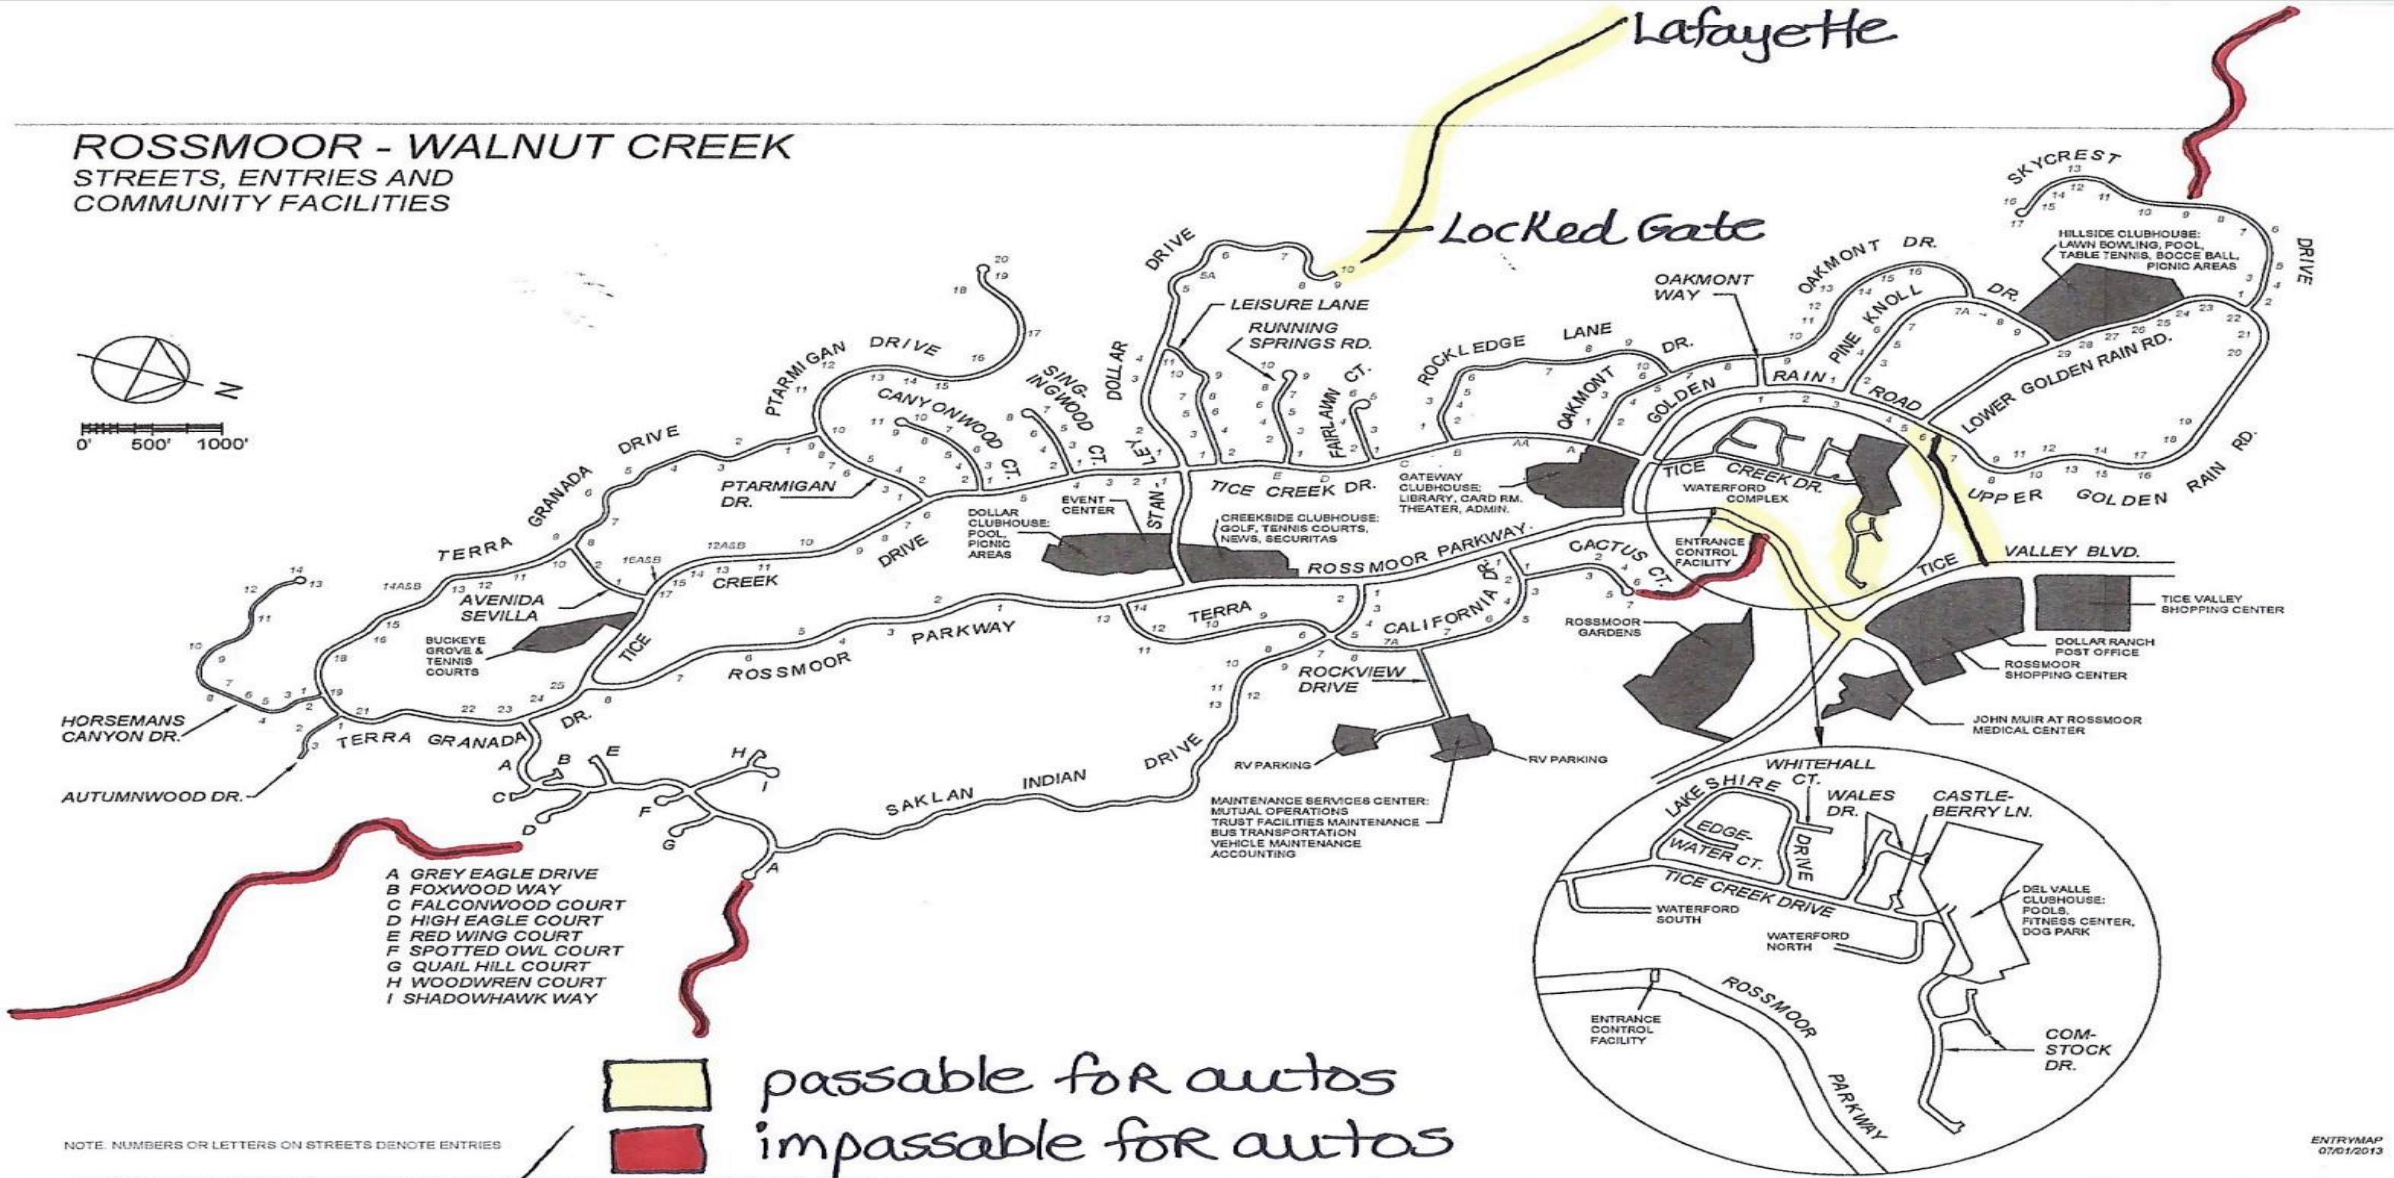 Lafayette
ROSSMOOR - WALNUT CREEK
STREETS, ENTRIES AND
COMMUNITY FACILITIES
Locked Gate
SKYCREST
DRIVE
HILLSIDE CLUBHOUSE:
LAWN BOWLING, POOL,
TABLE TENNIS, BOCCE BALL,
PICNIC AREAS
OAKMONT DR.
OAKMONT
WAY
PINE KNOLL DR.
DRIVE
LEISURE LANE
RUNNING
SPRINGS RD.
ROCKLEDGE LANE
OAKMONT DR.
GOLDEN RAIN ROAD
LOWER GOLDEN RAIN RD.
UPPER GOLDEN RAIN RD.
N
0' 500' 1000'
PTARMIGAN DRIVE
CANYONWOOD CT.
SING-
INGWOOD CT.
STANLEY DOLLAR
FAIRLAWN CT.
TERRA GRANADA DRIVE
PTARMIGAN
DR.
TICE CREEK DR.
EVENT
CENTER
DOLLAR
CLUBHOUSE:
POOL,
PICNIC
AREAS
CREEKSIDE CLUBHOUSE:
GOLF, TENNIS COURTS,
NEWS, SECURITAS
GATEWAY
CLUBHOUSE:
LIBRARY, CARD RM.
THEATER, ADMIN.
TICE CREEK DR.
WATERFORD
COMPLEX
ENTRANCE
CONTROL
FACILITY
ROSSMOOR PARKWAY
CACTUS CT.
TICE VALLEY BLVD.
TICE VALLEY
SHOPPING CENTER
DOLLAR RANCH
POST OFFICE
ROSSMOOR
SHOPPING CENTER
JOHN MUIR AT ROSSMOOR
MEDICAL CENTER
ROSSMOOR
GARDENS
AVENIDA
SEVILLA
TICE CREEK DRIVE
BUCKEYE
GROVE &
TENNIS
COURTS
ROSSMOOR PARKWAY
TERRA
CALIFORNIA DR.
ROCKVIEW
DRIVE
RV PARKING
RV PARKING
HORSEMANS
CANYON DR.
TERRA GRANADA DR.
AUTUMNWOOD DR.
SAKLAN INDIAN DRIVE
MAINTENANCE SERVICES CENTER:
MUTUAL OPERATIONS
TRUST FACILITIES MAINTENANCE
BUS TRANSPORTATION
VEHICLE MAINTENANCE
ACCOUNTING
A GREY EAGLE DRIVE
B FOXWOOD WAY
C FALCONWOOD COURT
D HIGH EAGLE COURT
E RED WING COURT
F SPOTTED OWL COURT
G QUAIL HILL COURT
H WOODWREN COURT
I SHADOWHAWK WAY
WHITEHALL
CT.
LAKESHIRE DRIVE
WALES
DR.
CASTLE-
BERRY LN.
EDGE-
WATER CT.
TICE CREEK DRIVE
WATERFORD
SOUTH
WATERFORD
NORTH
DEL VALLE
CLUBHOUSE:
POOLS,
FITNESS CENTER,
DOG PARK
ROSSMOOR PARKWAY
ENTRANCE
CONTROL
FACILITY
COM-
STOCK
DR.
passable for autos
impassable for autos
NOTE. NUMBERS OR LETTERS ON STREETS DENOTE ENTRIES
ENTRYMAP
07/01/2013